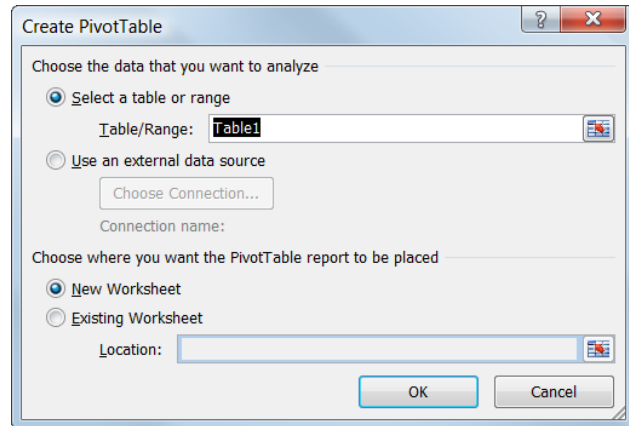 Create PivotTable
?
Choose the data that you want to analyze
Select a table or range
Table/Range: Table1
Use an external data source
Choose Connection...
Connection name:
Choose where you want the PivotTable report to be placed
New Worksheet
Existing Worksheet
Location:
OK Cancel